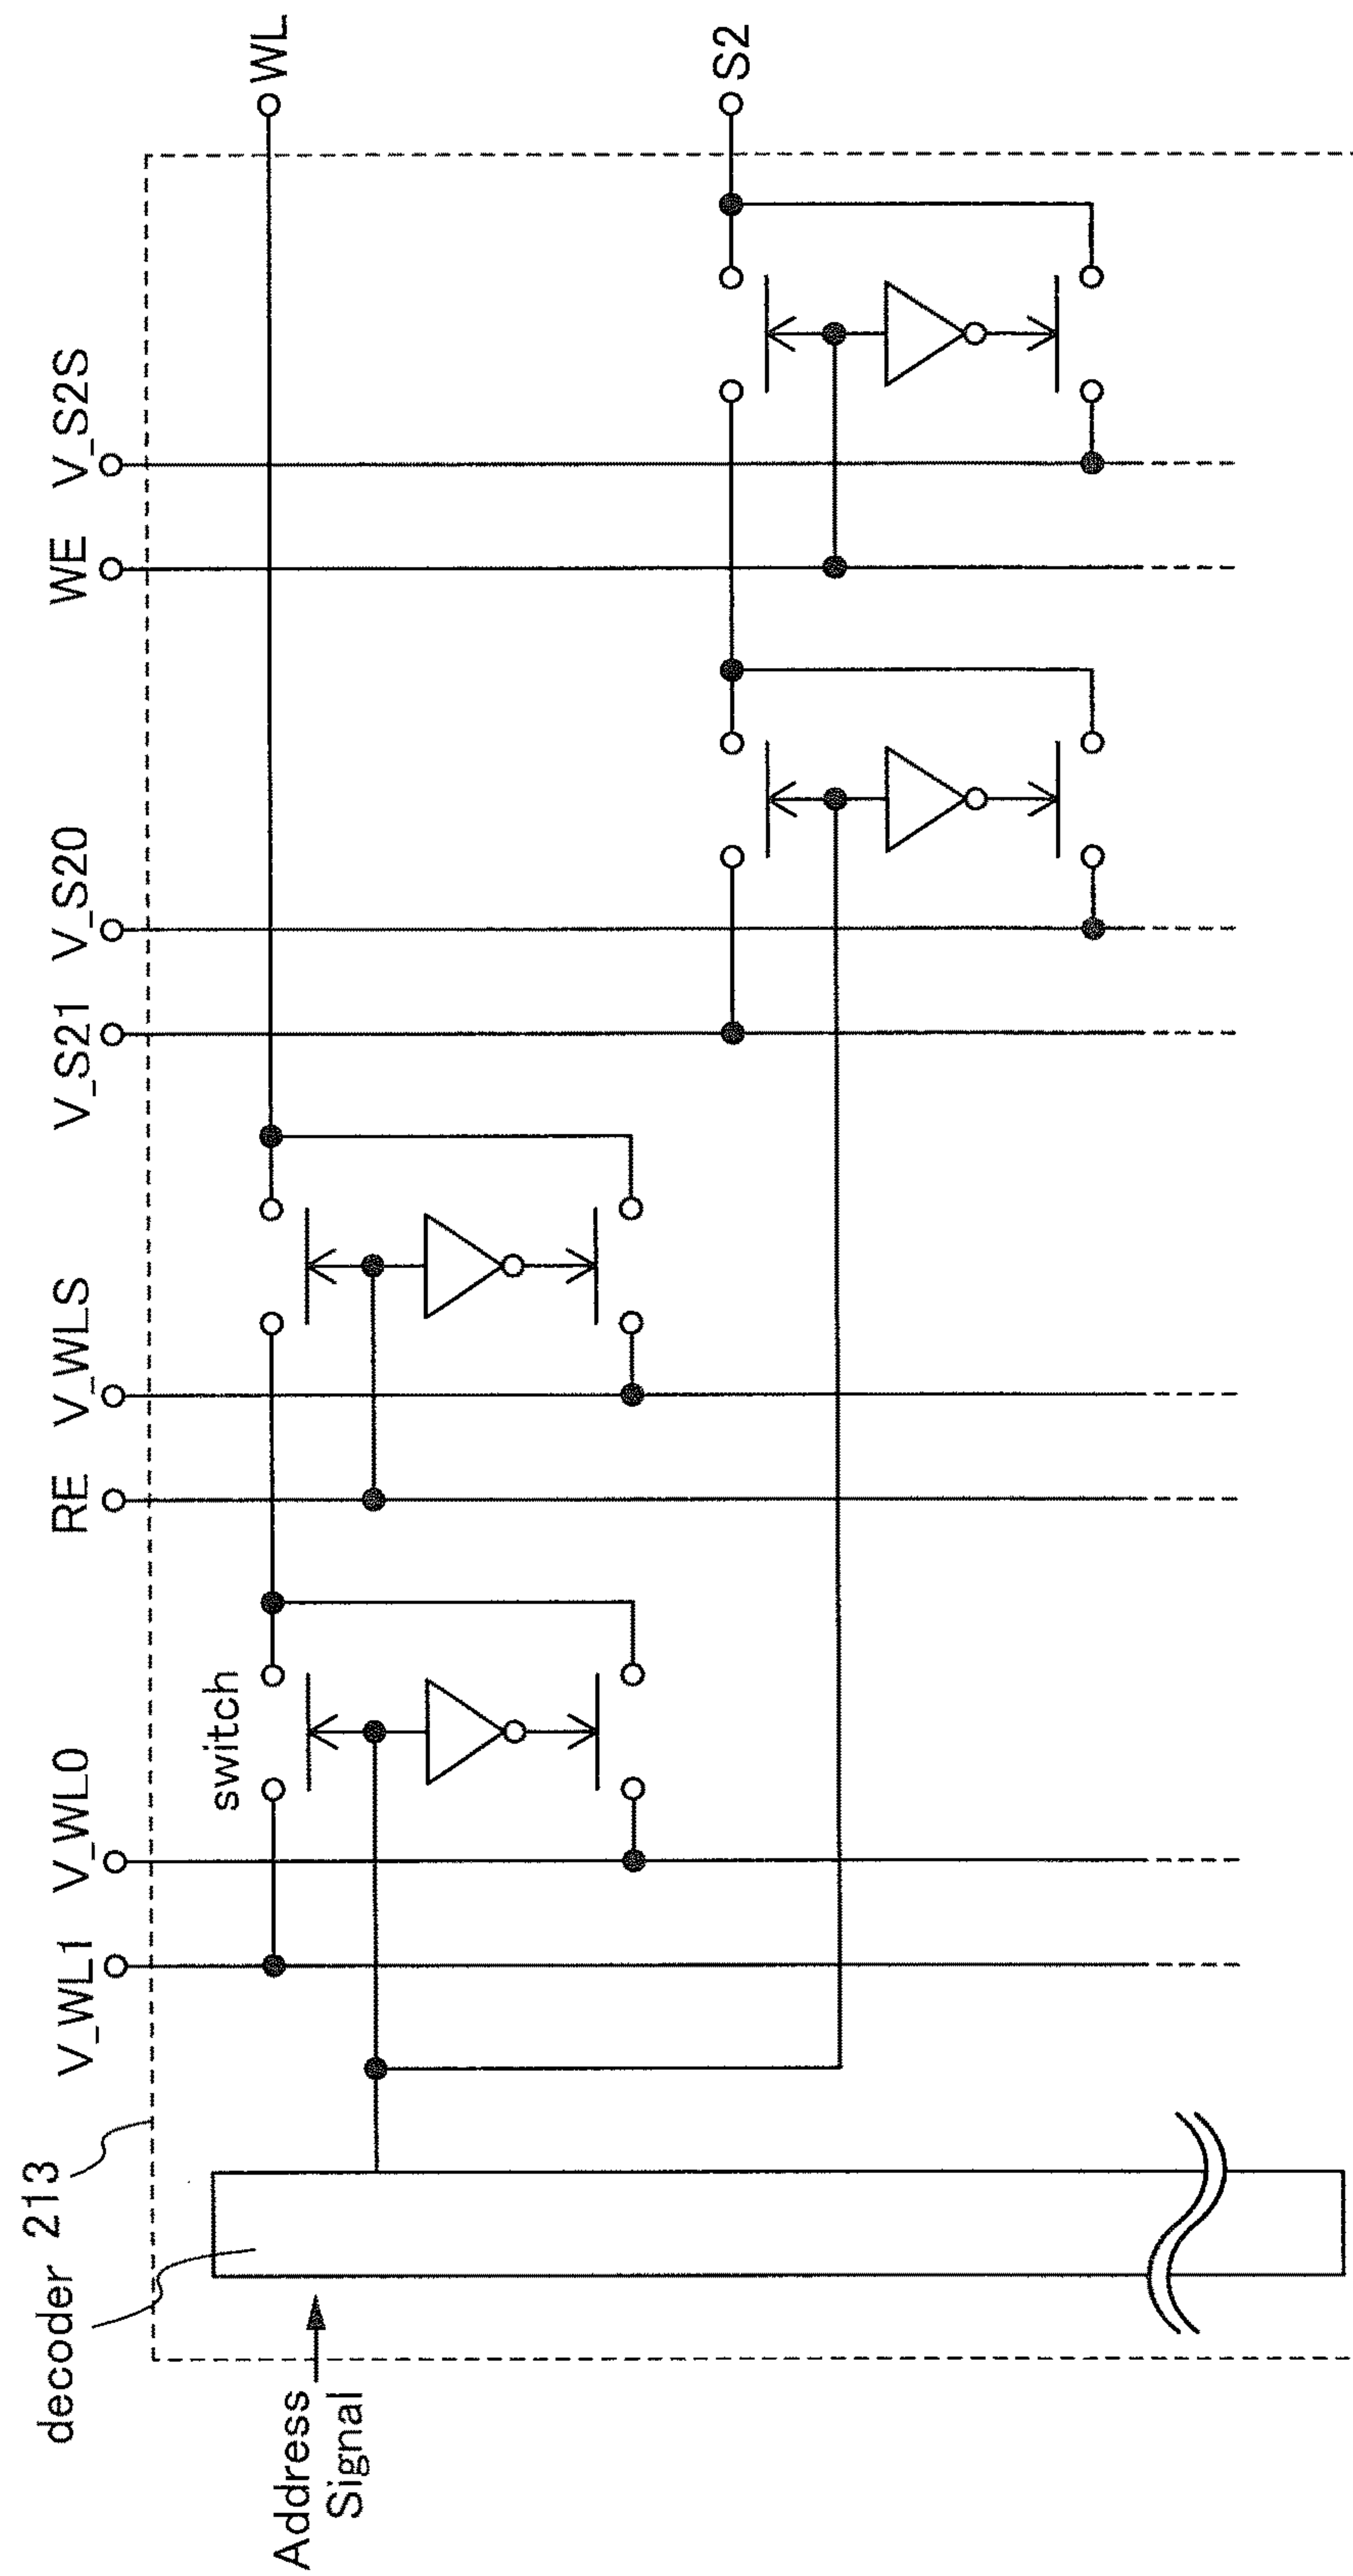 decoder
213
V_WL1
V_WL0
RE
V_WLS
V_S21
V_S20
WE
V_S2S
switch
WL
S2
Address
Signal